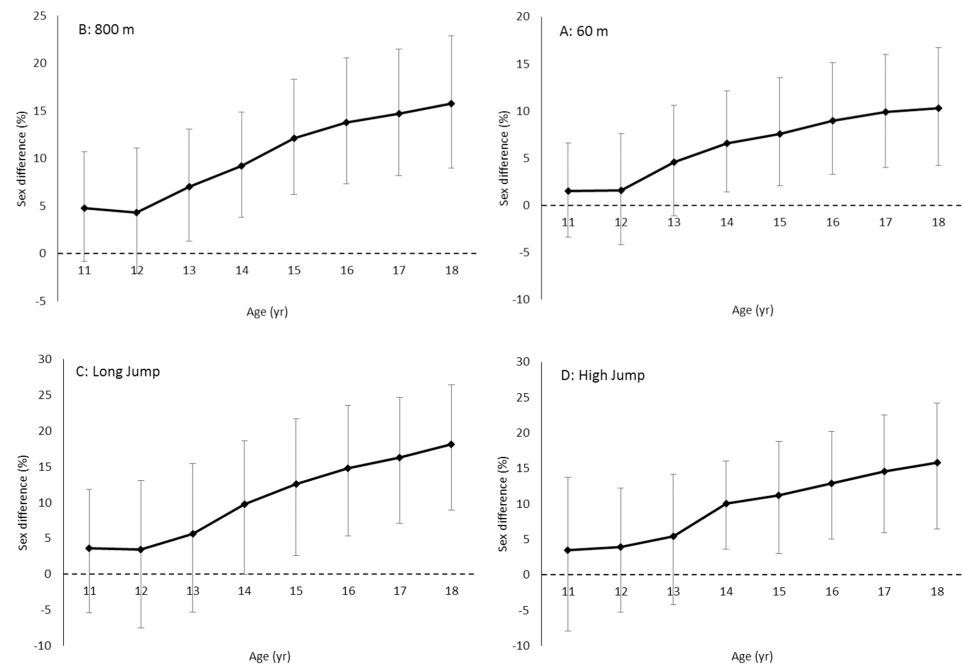 B: 800 m
25
20
15
10
5
0
-5
Sex difference (%)
11 12 13 14 15 16 17 18
Age (yr)
A: 60 m
20
15
10
5
0
-5
-10
Sex difference (%)
11 12 13 14 15 16 17 18
Age (yr)
C: Long Jump
30
25
20
15
10
5
0
-5
-10
Sex difference (%)
11 12 13 14 15 16 17 18
Age (yr)
D: High Jump
30
25
20
15
10
5
0
-5
-10
Sex difference (%)
11 12 13 14 15 16 17 18
Age (yr)